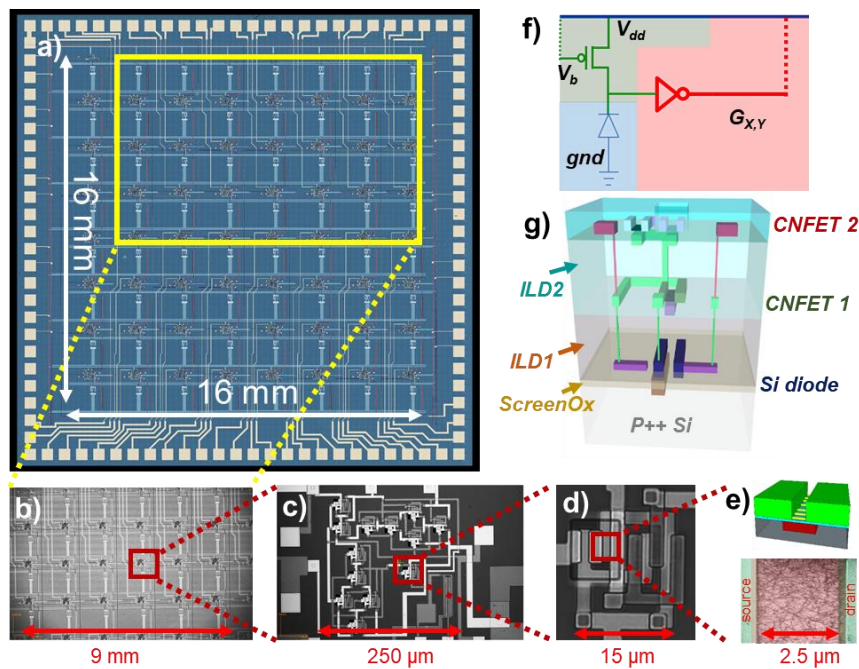 a)
16 mm
16 mm
b)
9 mm
c)
250 µm
d)
15 µm
e)
source
drain
2.5 µm
f)
V_dd
V_b
G_X,Y
gnd
g)
CNFET 2
ILD2
CNFET 1
ILD1
Si diode
ScreenOx
P++ Si